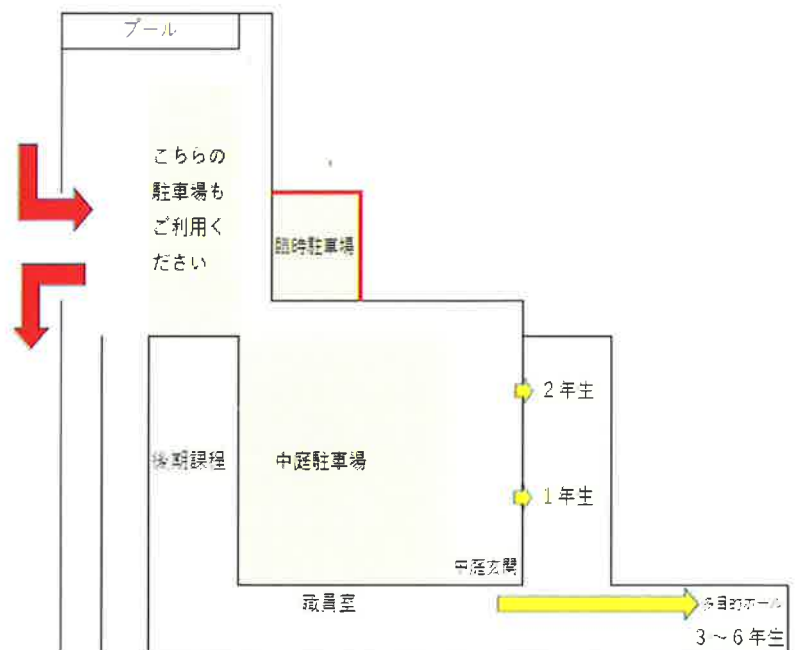 プール
こちらの
駐車場も
ご利用く
ださい
臨時駐車場
2年生
後期課程
中庭駐車場
1年生
中庭玄関
職員室
多目的ホール
3~6年生